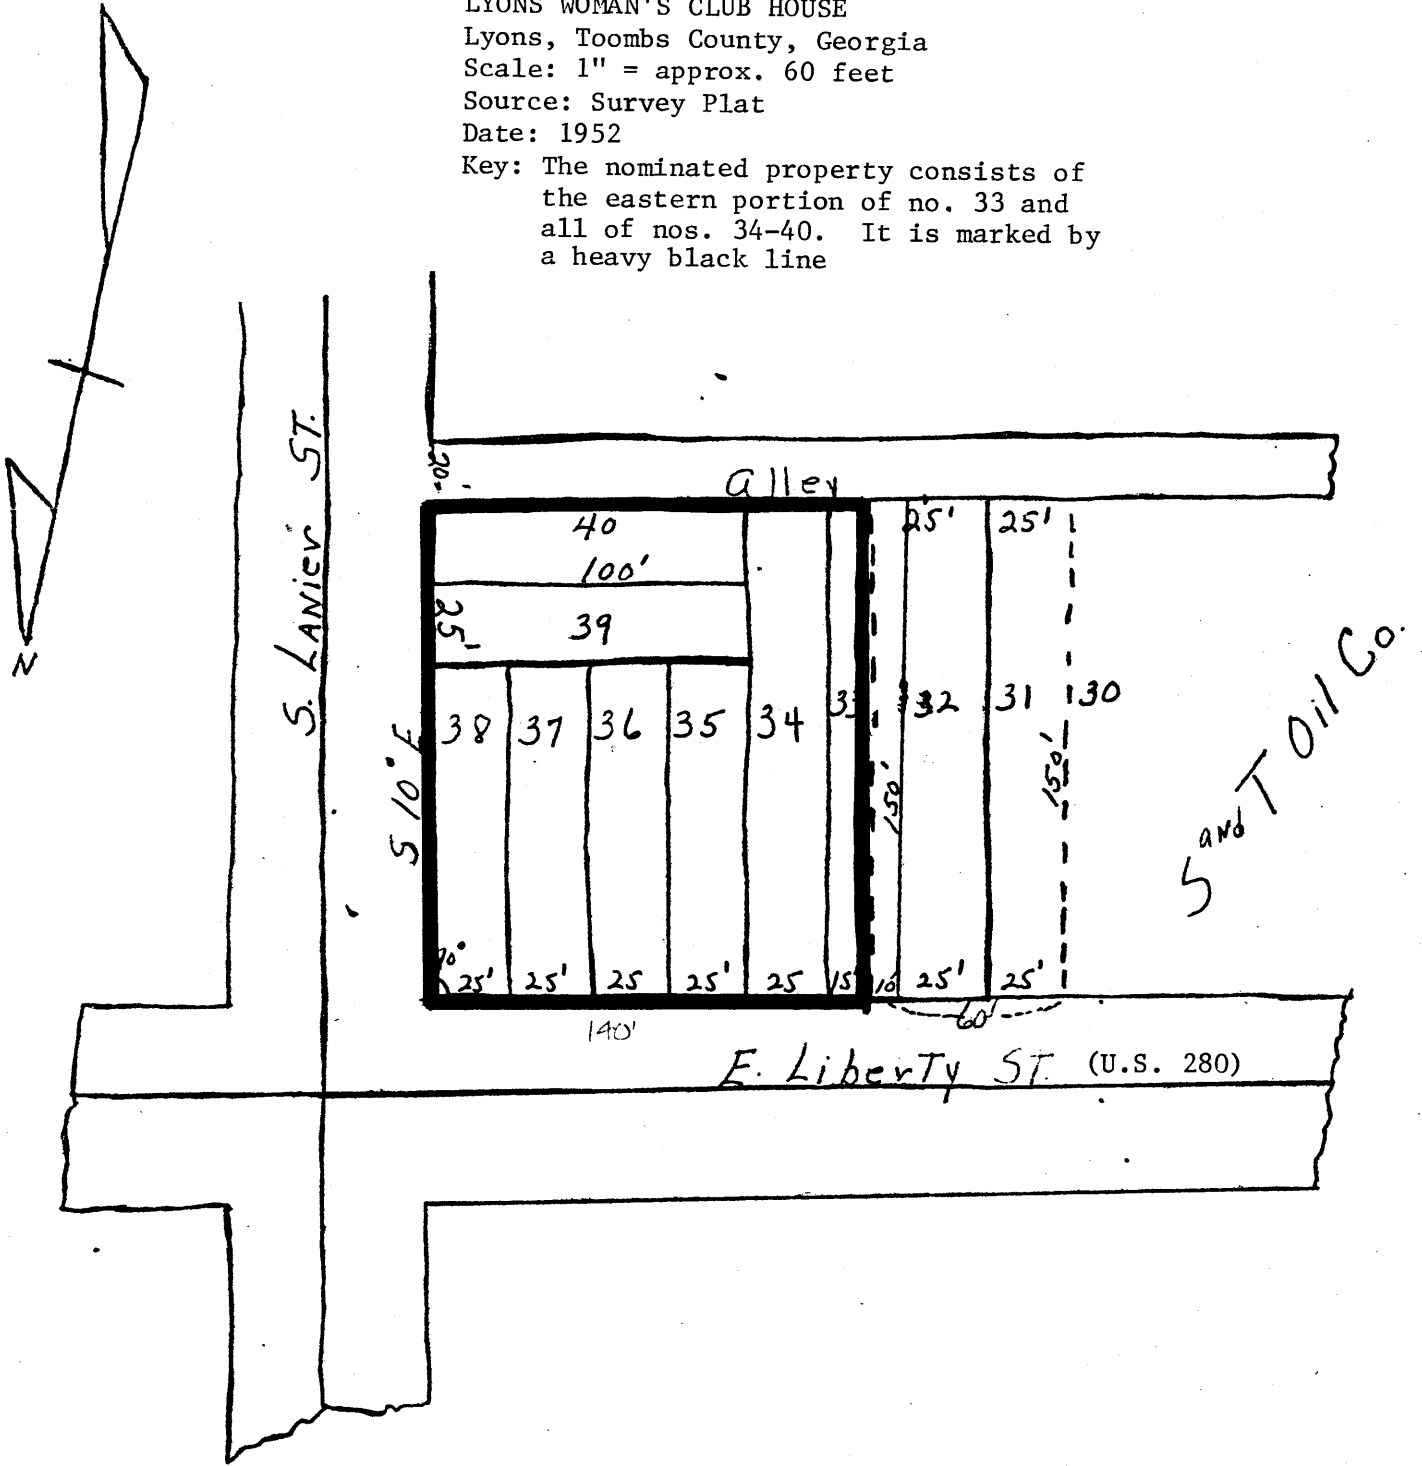 LYONS WOMAN'S CLUB HOUSE
Lyons, Toombs County, Georgia
Scale: 1" = approx. 60 feet
Source: Survey Plat
Date: 1952
Key: The nominated property consists of
the eastern portion of no. 33 and
all of nos. 34-40. It is marked by
a heavy black line
N
S. LANIER ST.
20
alley
40
100'
25'
39
25' 25'
38 37 36 35 34 33 32 31 30
S 10° E
150' 150'
S and T Oil Co.
90°
25' 25' 25 25' 25 15' 10' 25' 25'
140'
60'
E. LiberTy ST. (U.S. 280)